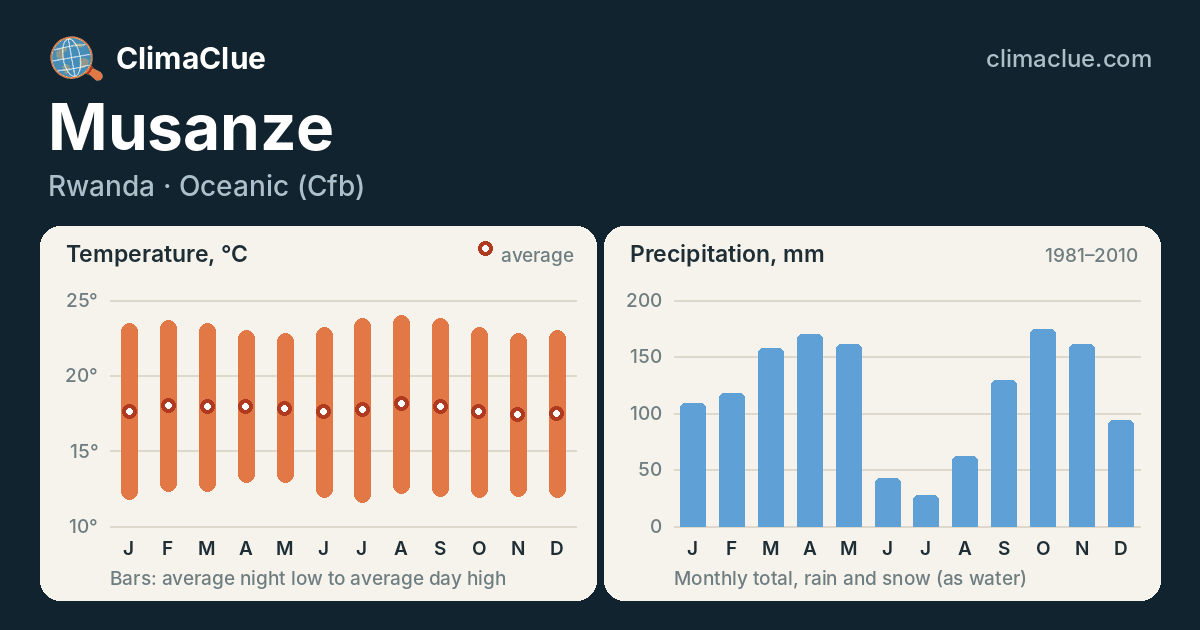 ClimaClue
climaclue.com
Musanze
Rwanda · Oceanic (Cfb)
Temperature, °C
average
25°
20°
15°
10°
J F M A M J J A S O N D
Bars: average night low to average day high
Precipitation, mm
1981–2010
200
150
100
50
0
J F M A M J J A S O N D
Monthly total, rain and snow (as water)